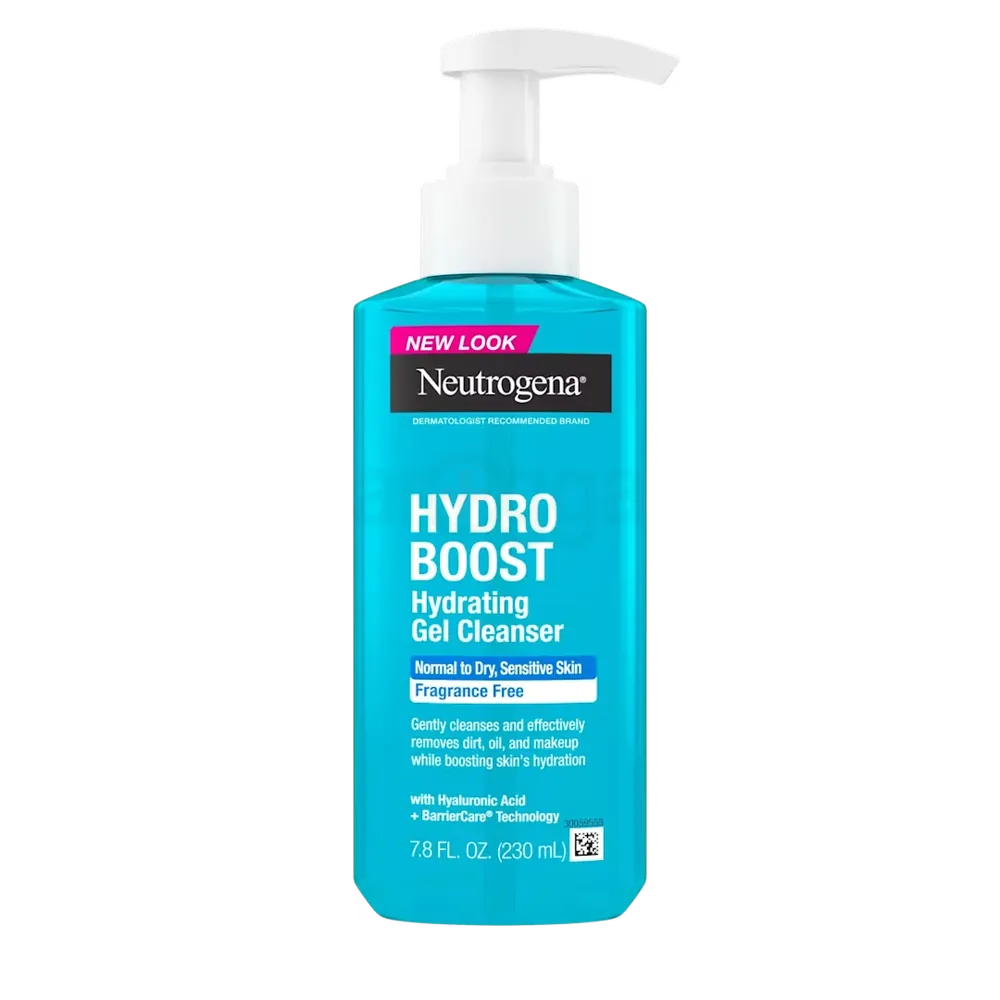 NEW LOOK
Neutrogena®
DERMATOLOGIST RECOMMENDED BRAND
HYDRO
BOOST
Hydrating
Gel Cleanser
Normal to Dry, Sensitive Skin
Fragrance Free
Gently cleanses and effectively
removes dirt, oil, and makeup
while boosting skin's hydration
with Hyaluronic Acid
+ BarrierCare® Technology
30059558
7.8 FL. OZ. (230 mL)